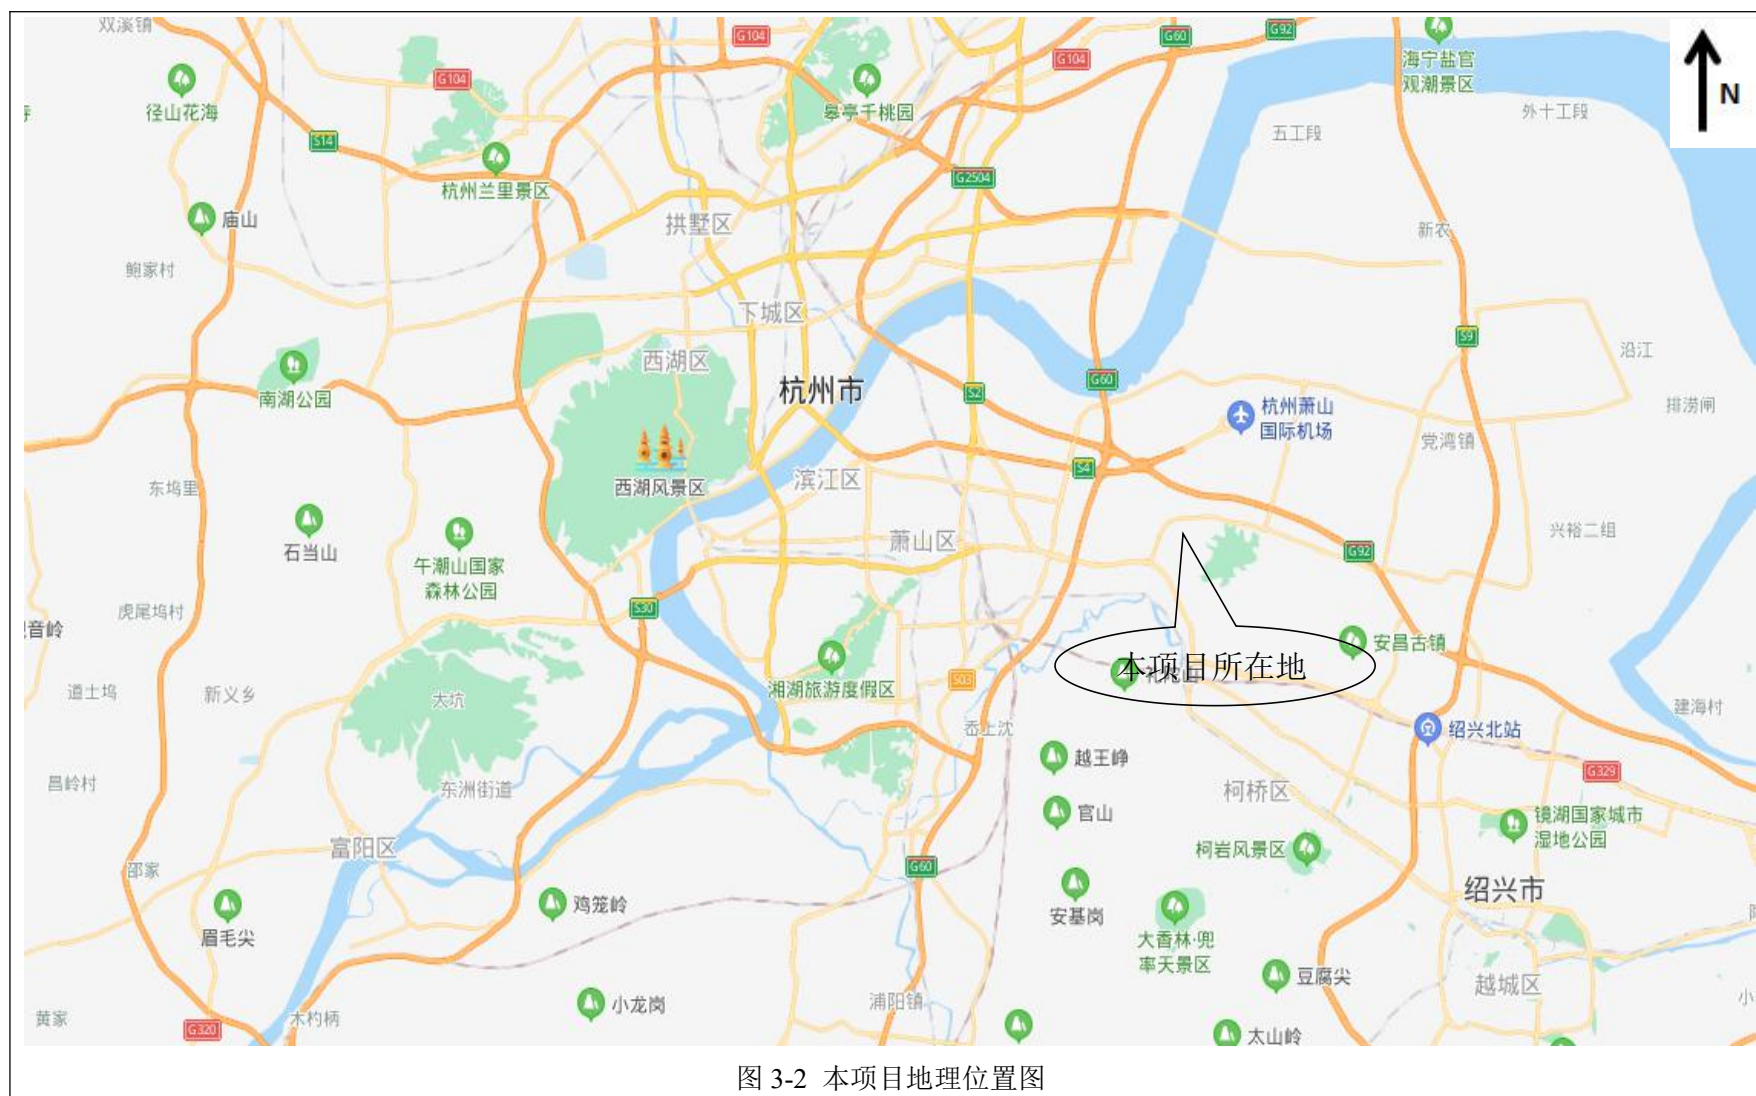 双溪镇
G104
G60
G92
海宁盐官
观潮景区
N
G104
G104
径山花海
皋亭千桃园
外十工段
五工段
S14
杭州兰里景区
G2504
庙山
拱墅区
新农
鲍家村
下城区
西湖区
S9
沿江
杭州市
G60
S2
南湖公园
杭州萧山
国际机场
排涝闸
党湾镇
S4
西湖风景区
滨江区
东坞里
石当山
午潮山国家
森林公园
萧山区
G92
兴裕二组
虎尾坞村
S30
音岭
安昌古镇
本项目所在地
道士坞
新义乡
大坑
湘湖旅游度假区
S03
岙上沈
建海村
绍兴北站
越王峥
G329
昌岭村
东洲街道
官山
柯桥区
镜湖国家城市
湿地公园
富阳区
柯岩风景区
G60
邵家
绍兴市
鸡笼岭
安基岗
眉毛尖
大香林·兜
率天景区
豆腐尖
越城区
小龙岗
浦阳镇
小
黄家
G320
木杓柄
太山岭
图 3-2 本项目地理位置图